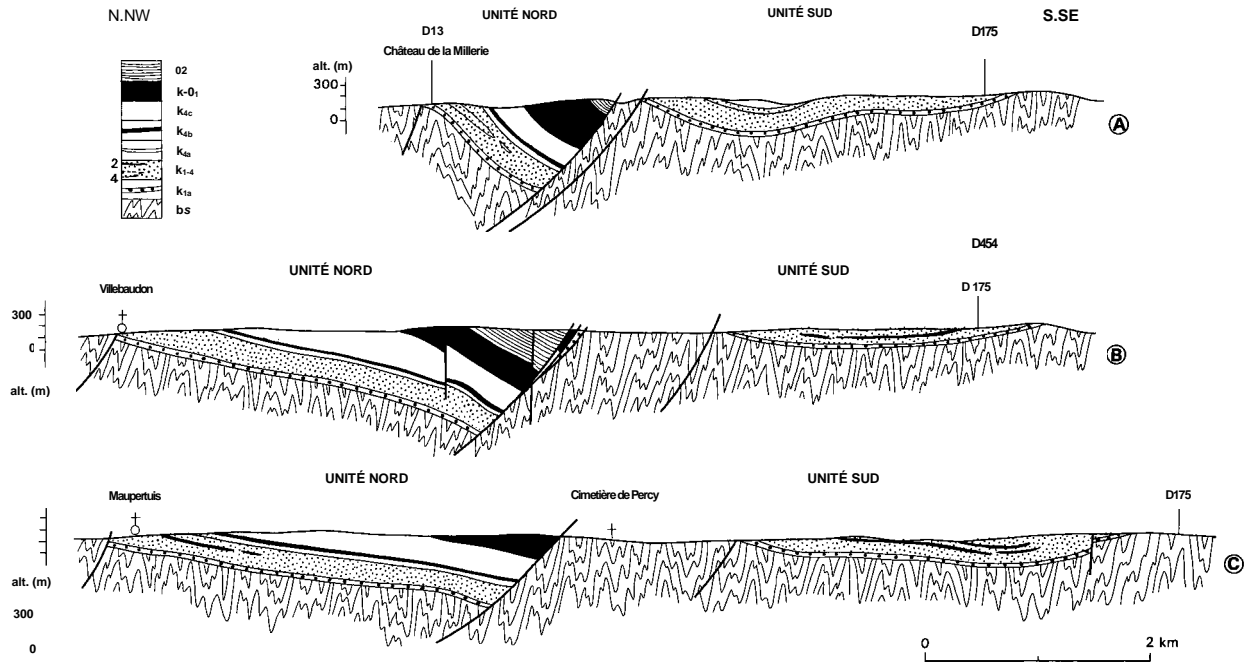 N.NW
UNITÉ NORD
UNITÉ SUD
S.SE
D13
D175
Château de la Millerie
alt. (m)
300
0
02
k-0₁
k4c
k4b
k4a
2
k1-4
4
k1a
bs
A
D454
UNITÉ NORD
UNITÉ SUD
Villebaudon
D 175
300
0
alt. (m)
B
UNITÉ NORD
UNITÉ SUD
Maupertuis
Cimetière de Percy
D175
alt. (m)
300
0
C
0
2 km